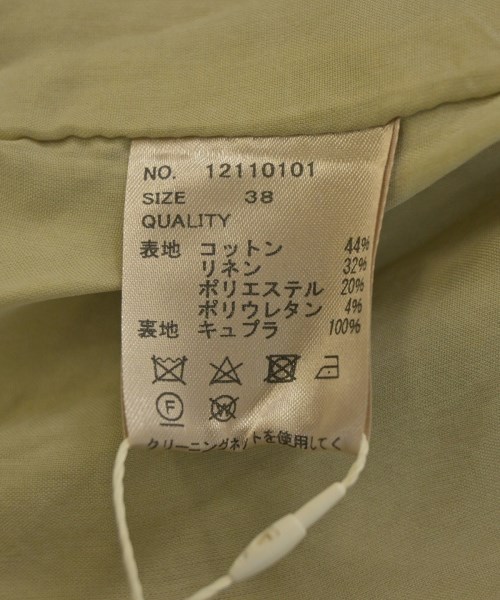 NO. 12110101
SIZE 38
QUALITY
表地 コットン 44%
リネン 32%
ポリエステル 20%
ポリウレタン 4%
裏地 キュプラ 100%
F W
クリーニングネットを使用してく